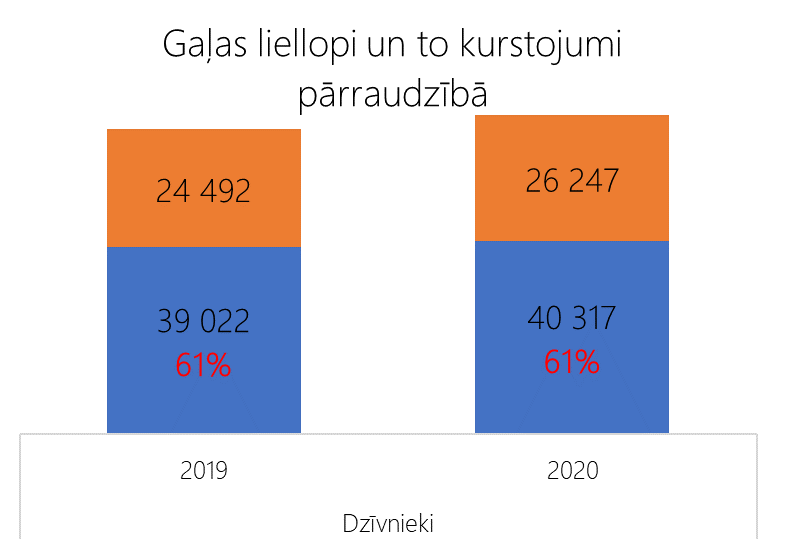 Gaļas liellopi un to kurstojumi
pārraudzībā
24 492
26 247
39 022
61%
40 317
61%
2019
2020
Dzīvnieki